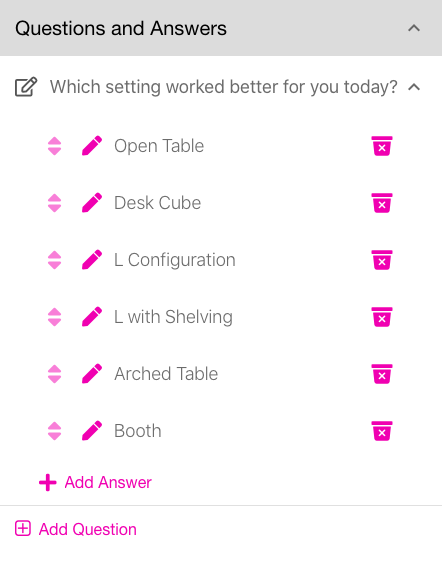 Questions and Answers
Which setting worked better for you today?
Open Table
Desk Cube
L Configuration
L with Shelving
Arched Table
Booth
Add Answer
Add Question